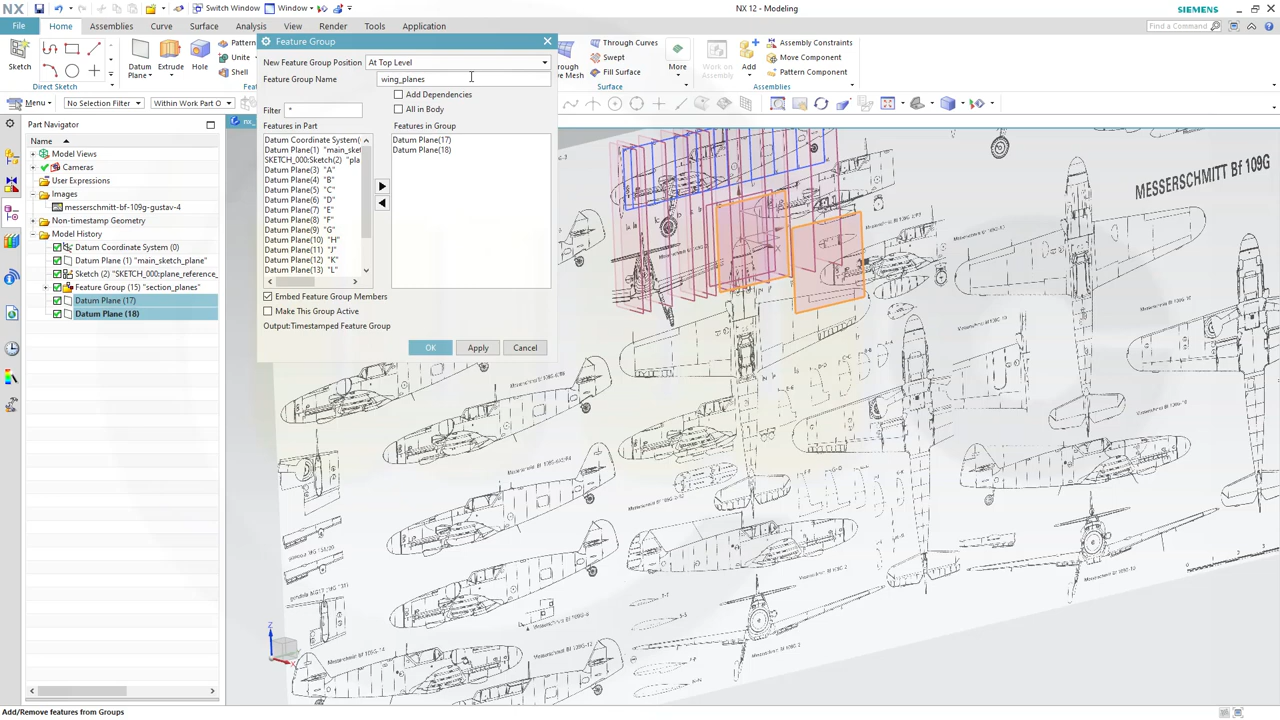 NX
Switch Window
Window
NX 12 - Modeling
SIEMENS
File
Home
Assemblies
Curve
Surface
Analysis
View
Render
Tools
Application
Find a Command
Sketch
Direct Sketch
Datum
Plane
Extrude
Hole
Pattern
Unite
Shell
Through Curves
Swept
Fill Surface
More
Surface
Work on
Assembly
Add
Assembly Constraints
Move Component
Pattern Component
Assemblies
Menu
No Selection Filter
Within Work Part O
Part Navigator
Name
Model Views
Cameras
User Expressions
Images
messerschmitt-bf-109g-gustav-4
Non-timestamp Geometry
Model History
Datum Coordinate System (0)
Datum Plane (1) "main_sketch_plane"
Sketch (2) "SKETCH_000:plane_reference_
Feature Group (15) "section_planes"
Datum Plane (17)
Datum Plane (18)
Feature Group
New Feature Group Position
At Top Level
Feature Group Name
wing_planes
Add Dependencies
All in Body
Filter
*
Features in Part
Features in Group
Datum Coordinate System(
Datum Plane(1) "main_ske
SKETCH_000:Sketch(2) "pla
Datum Plane(3) "A"
Datum Plane(4) "B"
Datum Plane(5) "C"
Datum Plane(6) "D"
Datum Plane(7) "E"
Datum Plane(8) "F"
Datum Plane(9) "G"
Datum Plane(10) "H"
Datum Plane(11) "J"
Datum Plane(12) "K"
Datum Plane(13) "L"
Datum Plane(17)
Datum Plane(18)
Embed Feature Group Members
Make This Group Active
Output:Timestamped Feature Group
OK
Apply
Cancel
MESSERSCHMITT Bf 109G
Z
X
Add/Remove features from Groups